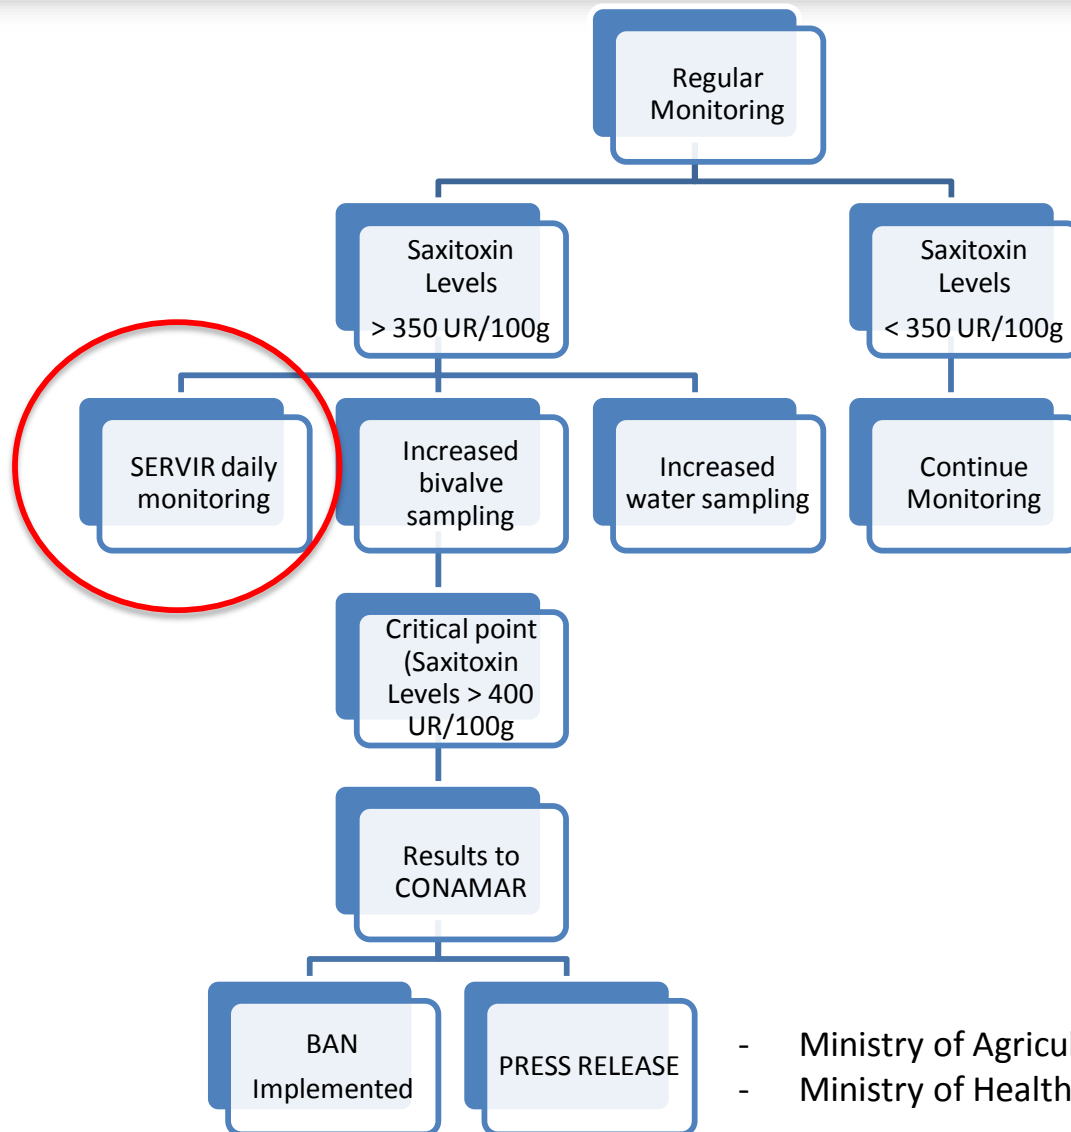 Regular
Monitoring
Saxitoxin
Levels
> 350 UR/100g
Saxitoxin
Levels
< 350 UR/100g
SERVIR daily
monitoring
Increased
bivalve
sampling
Increased
water sampling
Continue
Monitoring
Critical point
(Saxitoxin
Levels > 400
UR/100g
Results to
CONAMAR
BAN
Implemented
PRESS RELEASE
- Ministry of
- Ministry of Health